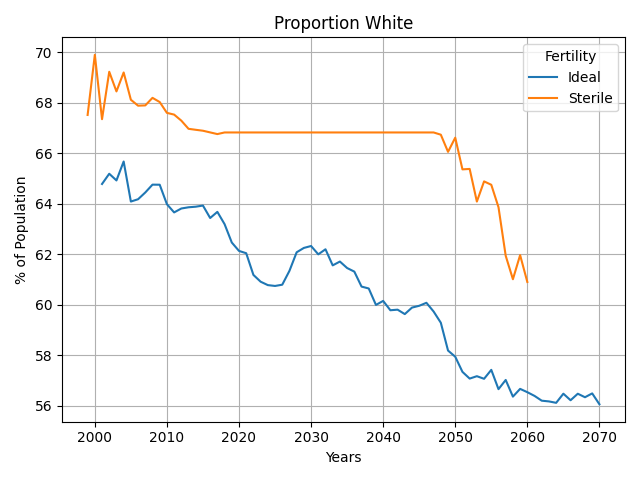 Proportion White
Fertility
Ideal
Sterile
% of Population
70
68
66
64
62
60
58
56
2000 2010 2020 2030 2040 2050 2060 2070
Years